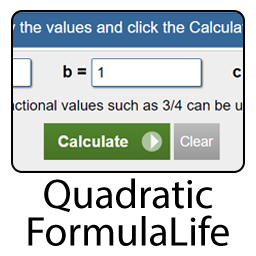 the values and click the Calcula
b = 1 c
ctional values such as 3/4 can be u
Calculate Clear
Quadratic
FormulaLife